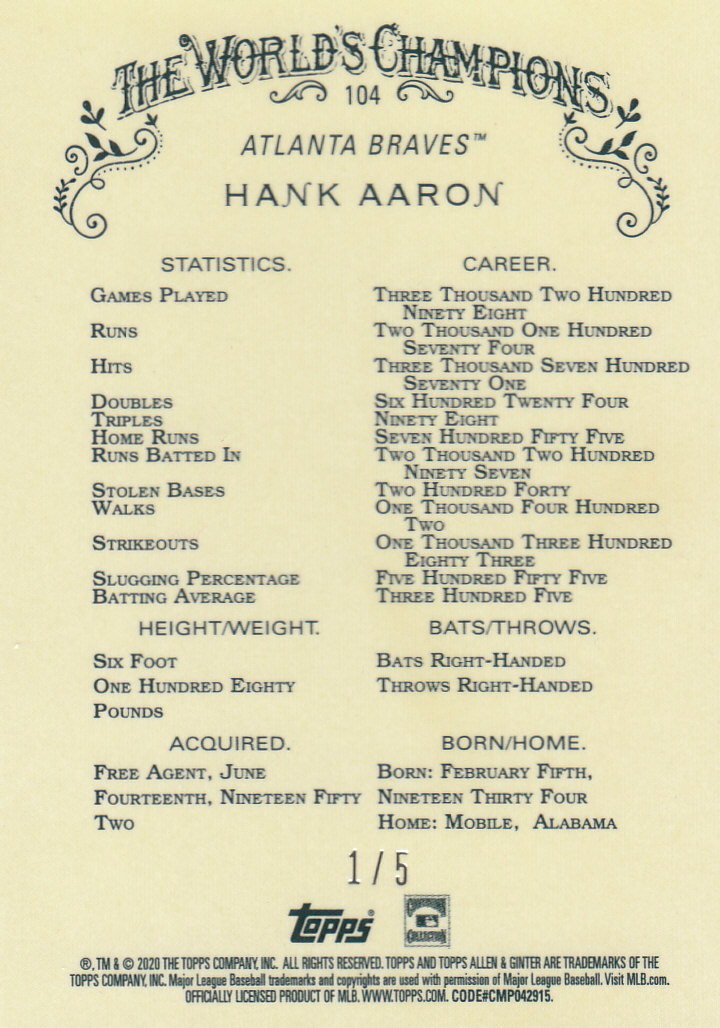 THE WORLD'S CHAMPIONS
104
ATLANTA BRAVES™
HANK AARON
STATISTICS. CAREER.
GAMES PLAYED THREE THOUSAND TWO HUNDRED
NINETY EIGHT
RUNS TWO THOUSAND ONE HUNDRED
SEVENTY FOUR
HITS THREE THOUSAND SEVEN HUNDRED
SEVENTY ONE
DOUBLES SIX HUNDRED TWENTY FOUR
TRIPLES NINETY EIGHT
HOME RUNS SEVEN HUNDRED FIFTY FIVE
RUNS BATTED IN TWO THOUSAND TWO HUNDRED
NINETY SEVEN
STOLEN BASES TWO HUNDRED FORTY
WALKS ONE THOUSAND FOUR HUNDRED
TWO
STRIKEOUTS ONE THOUSAND THREE HUNDRED
EIGHTY THREE
SLUGGING PERCENTAGE FIVE HUNDRED FIFTY FIVE
BATTING AVERAGE THREE HUNDRED FIVE
HEIGHT/WEIGHT. BATS/THROWS.
SIX FOOT BATS RIGHT-HANDED
ONE HUNDRED EIGHTY THROWS RIGHT-HANDED
POUNDS
ACQUIRED. BORN/HOME.
FREE AGENT, JUNE BORN: FEBRUARY FIFTH,
FOURTEENTH, NINETEEN FIFTY NINETEEN THIRTY FOUR
TWO HOME: MOBILE, ALABAMA
1 / 5
Topps® COOPERSTOWN COLLECTION
®, TM & © 2020 THE TOPPS COMPANY, INC. ALL RIGHTS RESERVED. TOPPS AND TOPPS ALLEN & GINTER ARE TRADEMARKS OF THE
TOPPS COMPANY, INC. Major League Baseball trademarks and copyrights are used with permission of Major League Baseball. Visit MLB.com.
OFFICIALLY LICENSED PRODUCT OF MLB. WWW.TOPPS.COM. CODE#CMP042915.